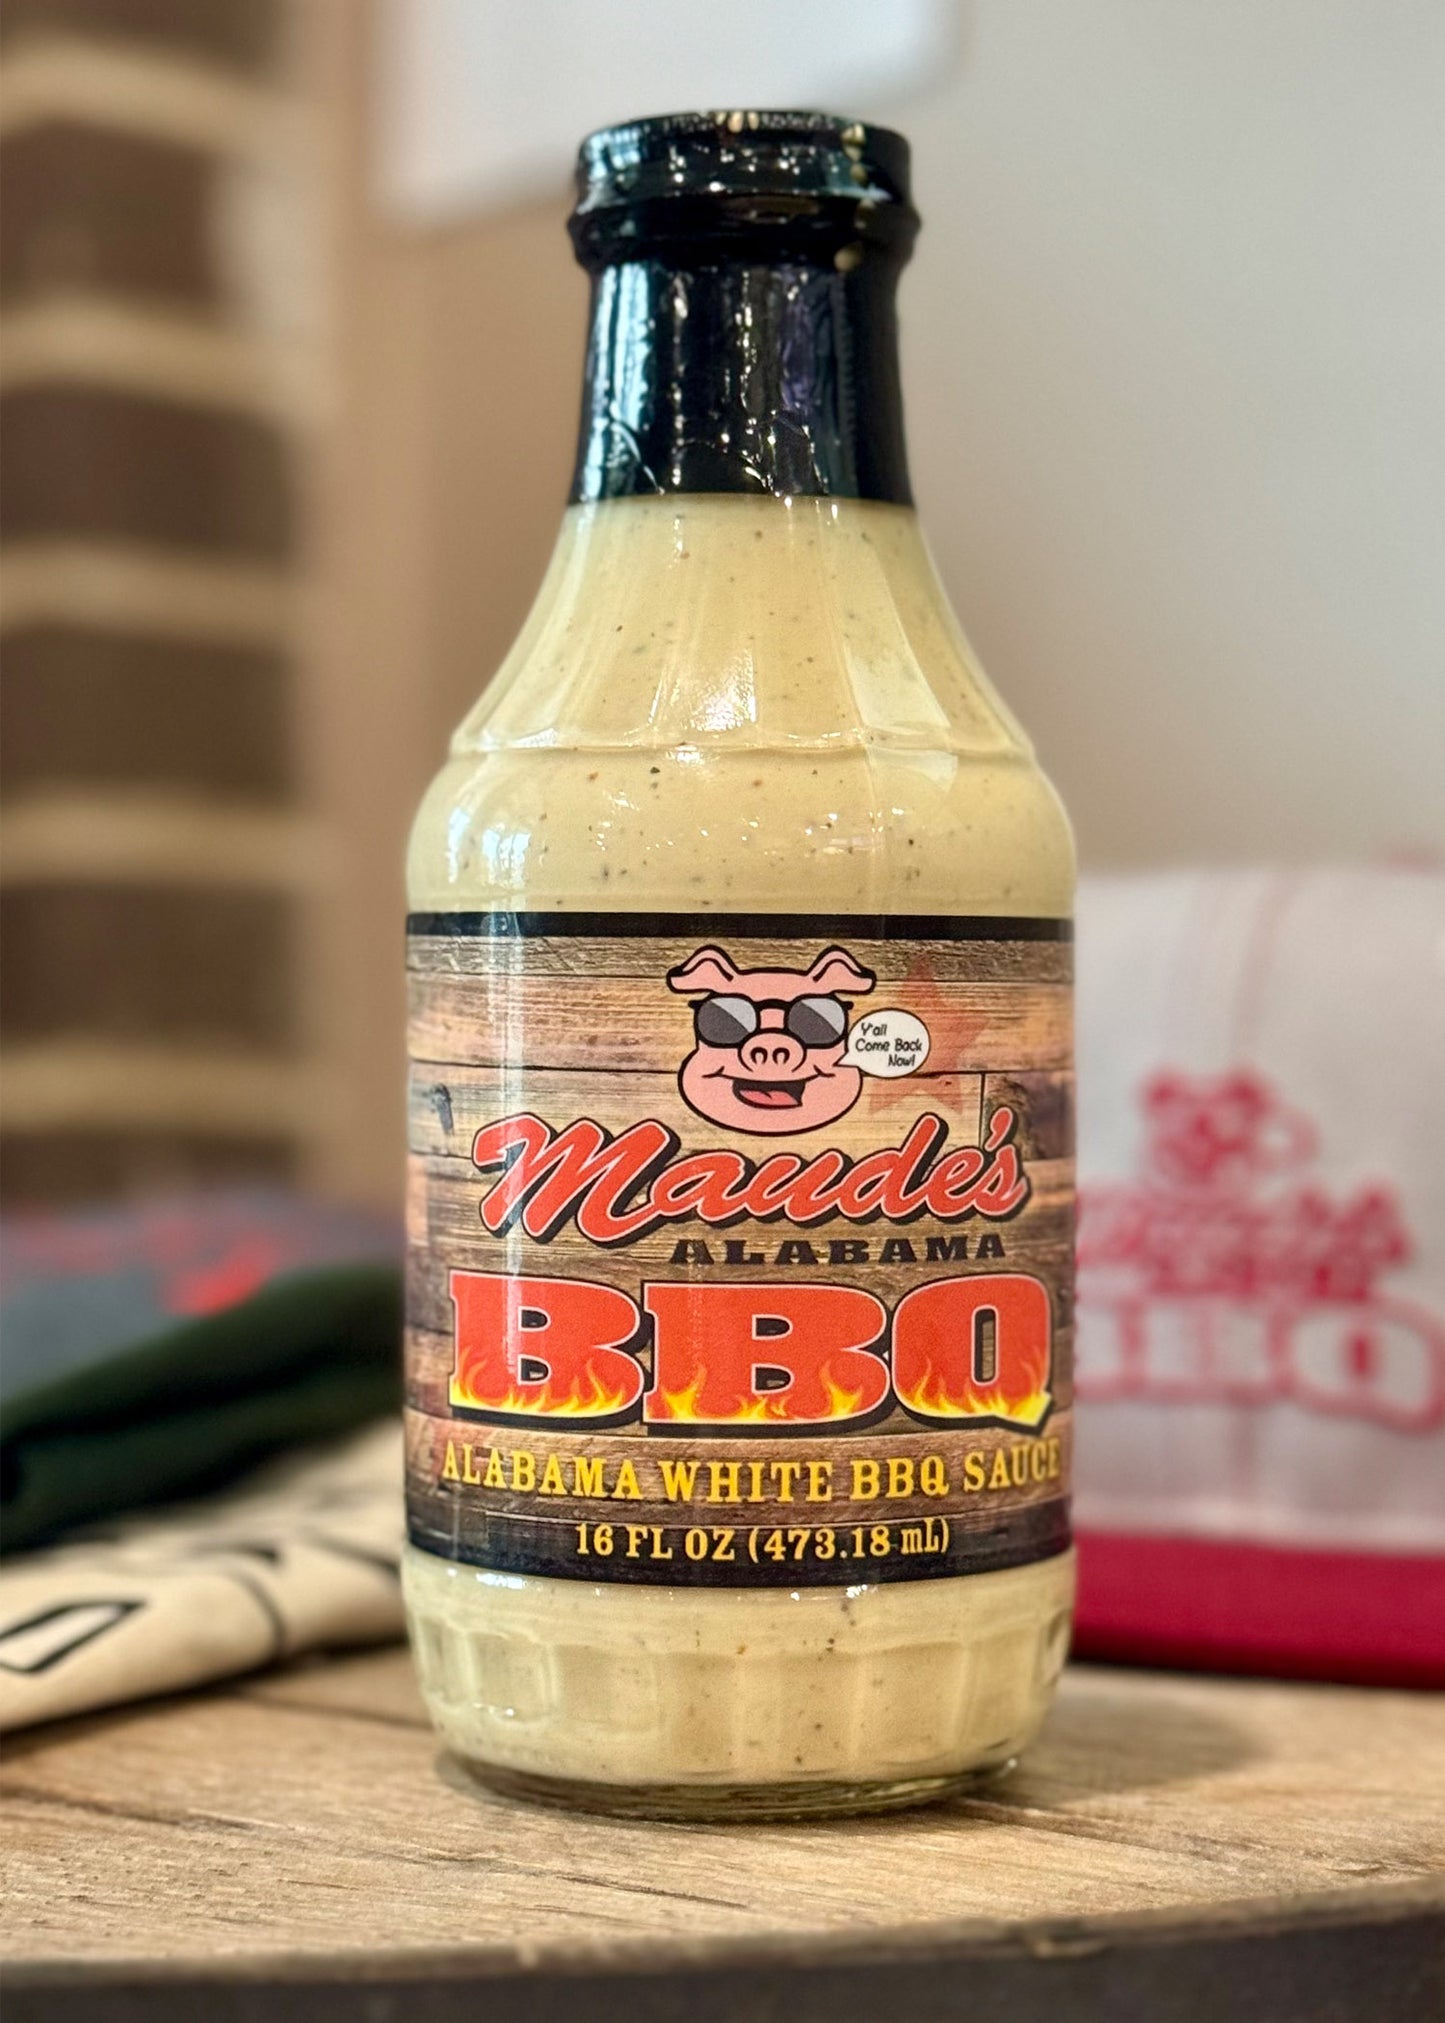 Y'all
Come Back
Now!
Maude's
ALABAMA
BBQ
ALABAMA WHITE BBQ SAUCE
16 FL OZ (473.18 mL)